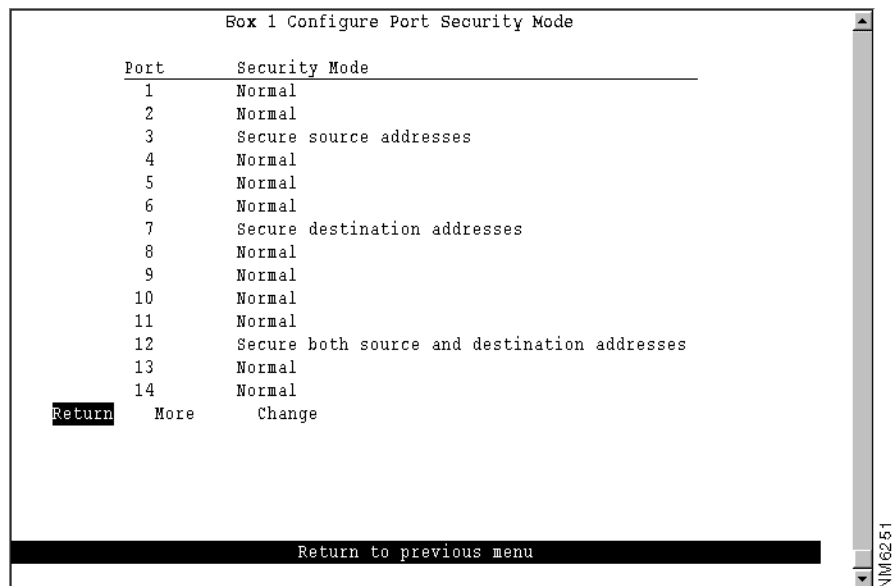 Box 1 Configure Port Security Mode
Port Security Mode
1 Normal
2 Normal
3 Secure source addresses
4 Normal
5 Normal
6 Normal
7 Secure destination addresses
8 Normal
9 Normal
10 Normal
11 Normal
12 Secure both source and destination addresses
13 Normal
14 Normal
Return More Change
Return to previous menu
NM6251